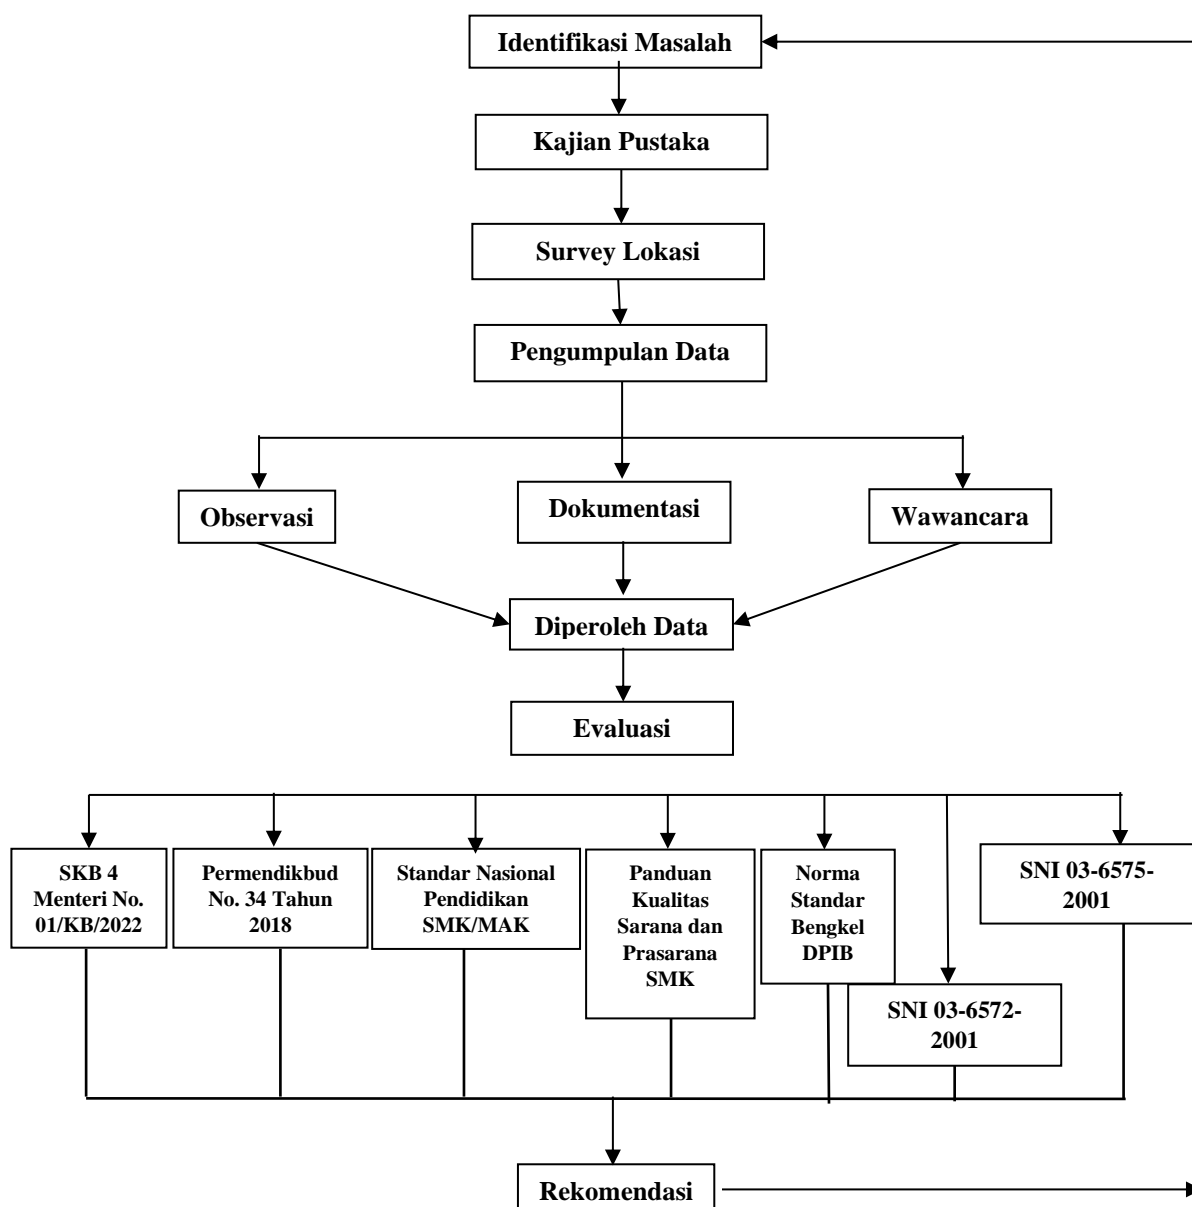 Identifikasi Masalah
Kajian Pustaka
Survey Lokasi
Pengumpulan Data
Observasi
Dokumentasi
Wawancara
Diperoleh Data
Evaluasi
SKB 4
Menteri No.
01/KB/2022
Permendikbud
No. 34 Tahun
2018
Standar Nasional
Pendidikan
SMK/MAK
Panduan
Kualitas
Sarana dan
Prasarana
SMK
Norma
Standar
Bengkel
DPIB
SNI 03-6572-
2001
SNI 03-6575-
2001
Rekomendasi